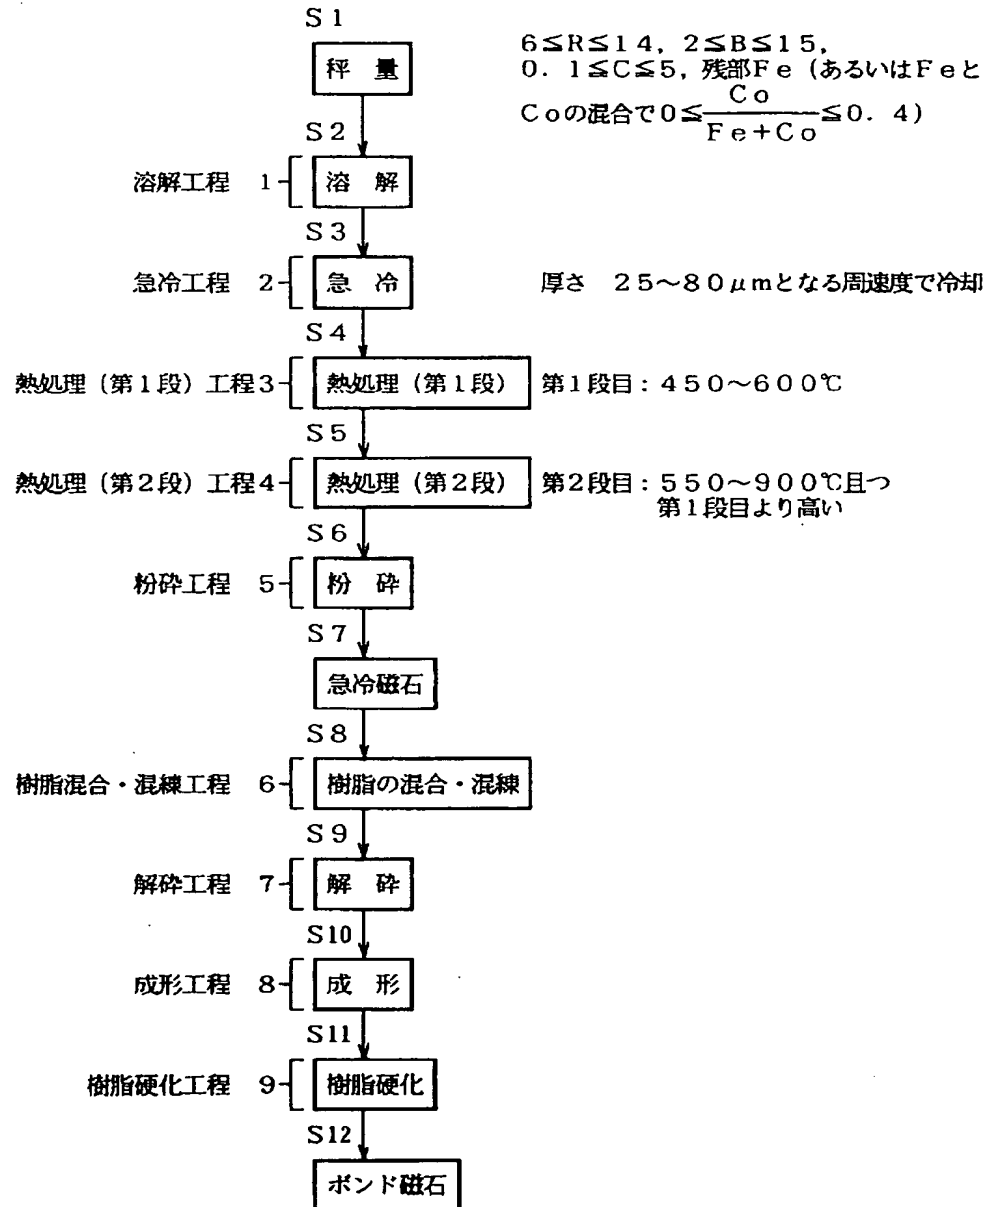 S1
秤 量
6≦R≦14, 2≦B≦15,
0.1≦C≦5, 残部Fe (あるいはFeと
Coの混合で0≦Co/Fe+Co≦0.4)
S2
溶解工程 1
溶 解
S3
急冷工程 2
急 冷
厚さ 25~80μmとなる周速度で冷却
S4
熱処理(第1段)工程3
熱処理(第1段)
第1段目:450~600℃
S5
熱処理(第2段)工程4
熱処理(第2段)
第2段目:550~900℃且つ
第1段目より高い
S6
粉砕工程 5
粉 砕
S7
急冷磁石
S8
樹脂混合・混練工程 6
樹脂の混合・混練
S9
解砕工程 7
解 砕
S10
成形工程 8
成 形
S11
樹脂硬化工程 9
樹脂硬化
S12
ボンド磁石